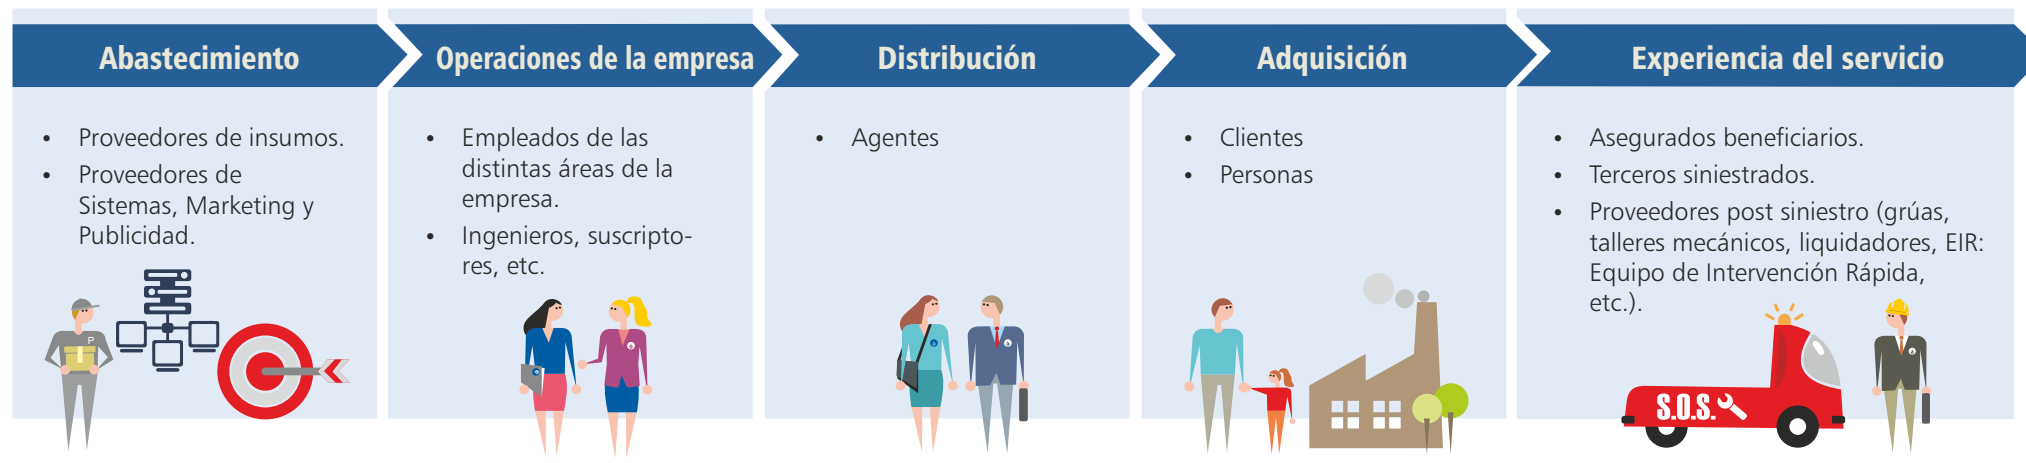 Abastecimiento
• Proveedores de insumos.
• Proveedores de
Sistemas, Marketing y
Publicidad.
P
Operaciones de la empresa
• Empleados de las
distintas áreas de la
empresa.
• Ingenieros, suscripto-
res, etc.
Distribución
• Agentes
Adquisición
• Clientes
• Personas
Experiencia del servicio
• Asegurados beneficiarios.
• Terceros siniestrados.
• Proveedores post siniestro (grúas,
talleres mecánicos, liquidadores, EIR:
Equipo de Intervención Rápida,
etc.).
S.O.S.